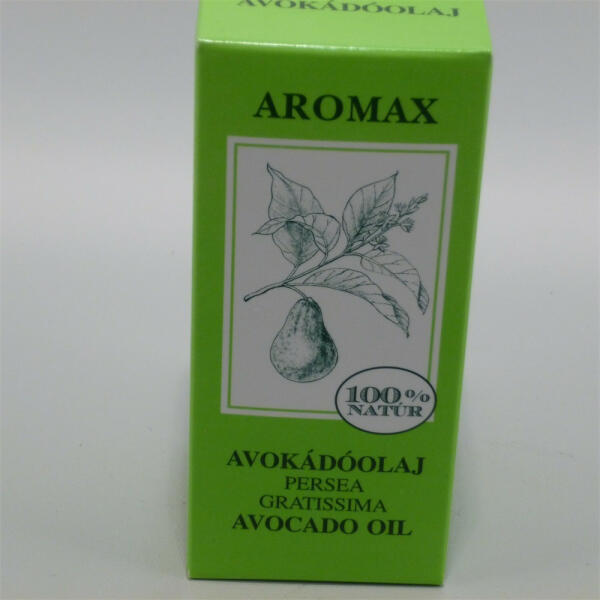 AVOKÁDÓOLAJ
AROMAX
100%
NATÚR
AVOKÁDÓOLAJ
PERSEA
GRATISSIMA
AVOCADO OIL